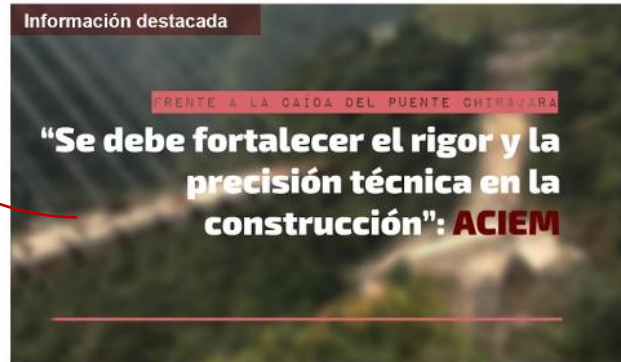 Información destacada
FRENTE A LA CAÍDA DEL PUENTE CHIRAJARA
“Se debe fortalecer el rigor y la
precisión técnica en la
construcción”: ACIEM